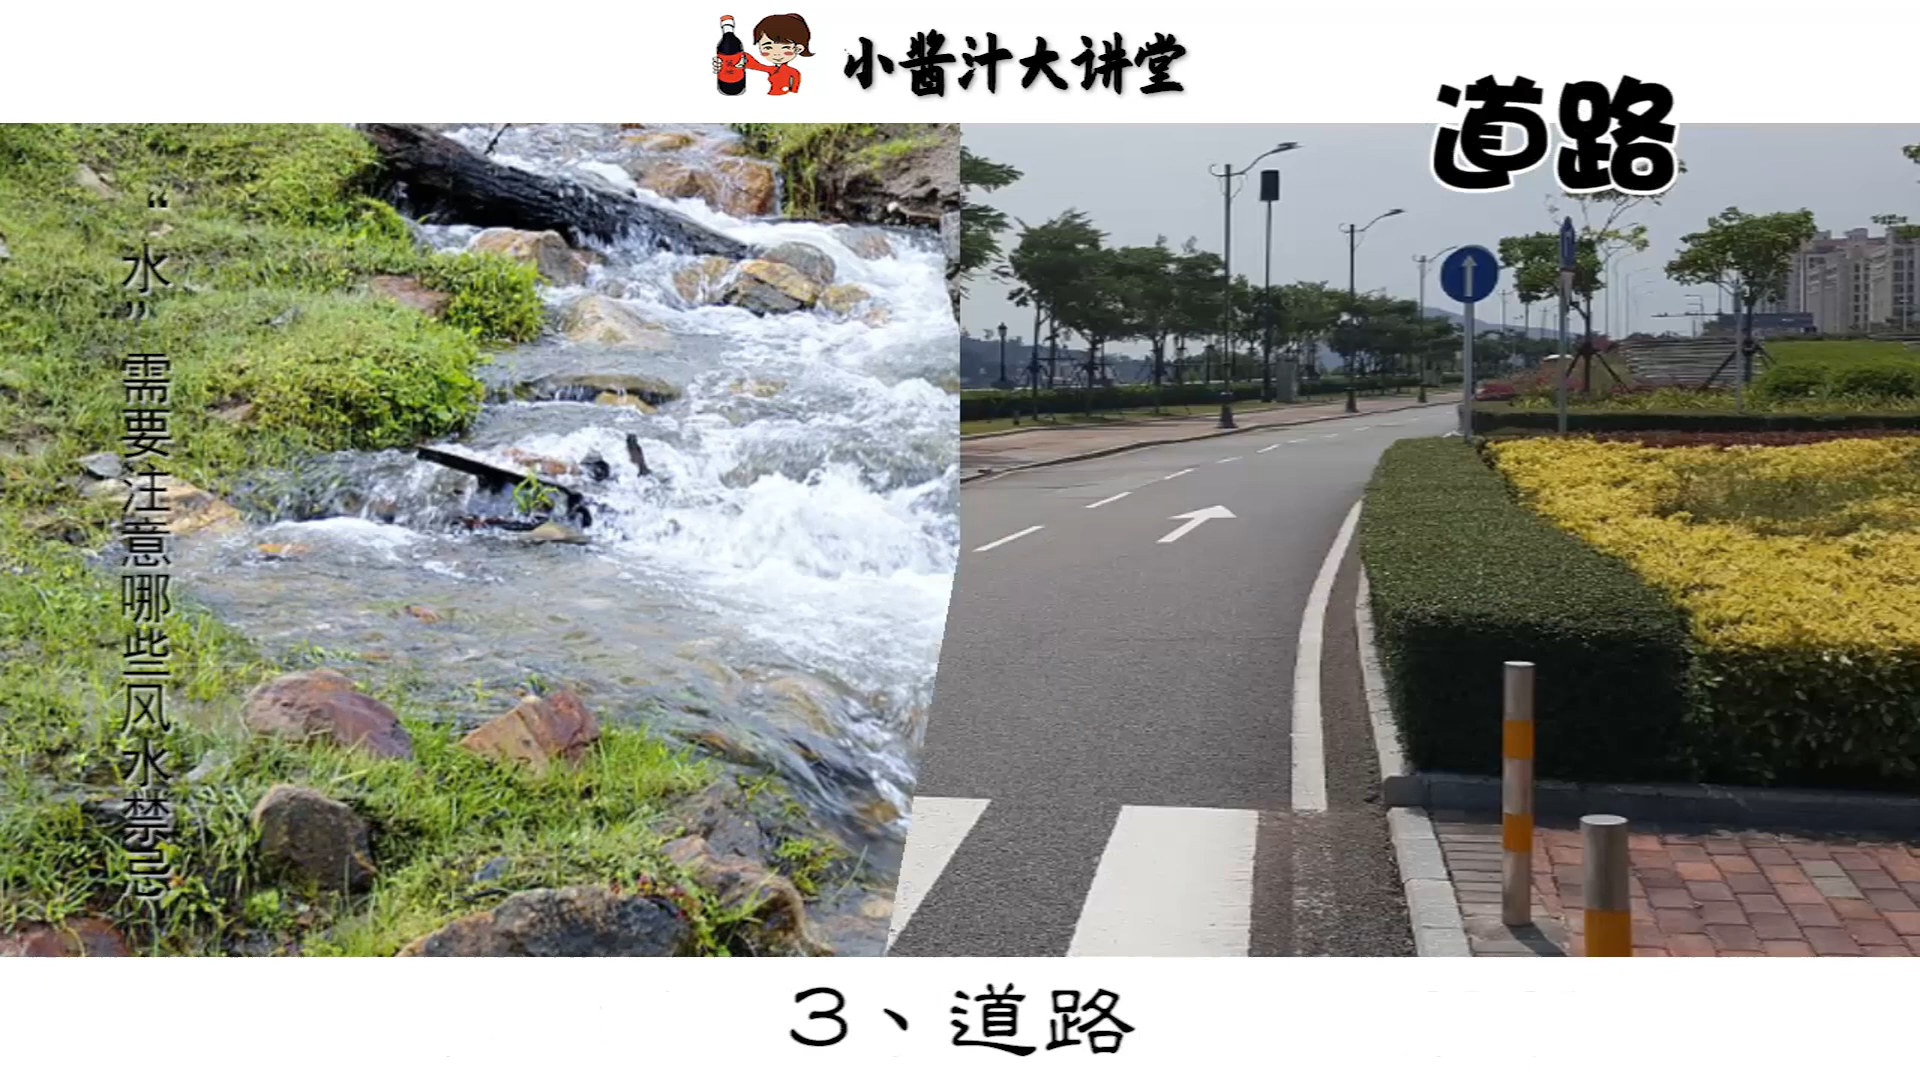 小酱汁大讲堂
道路
“水”需要注意哪些风水禁忌
3、道路